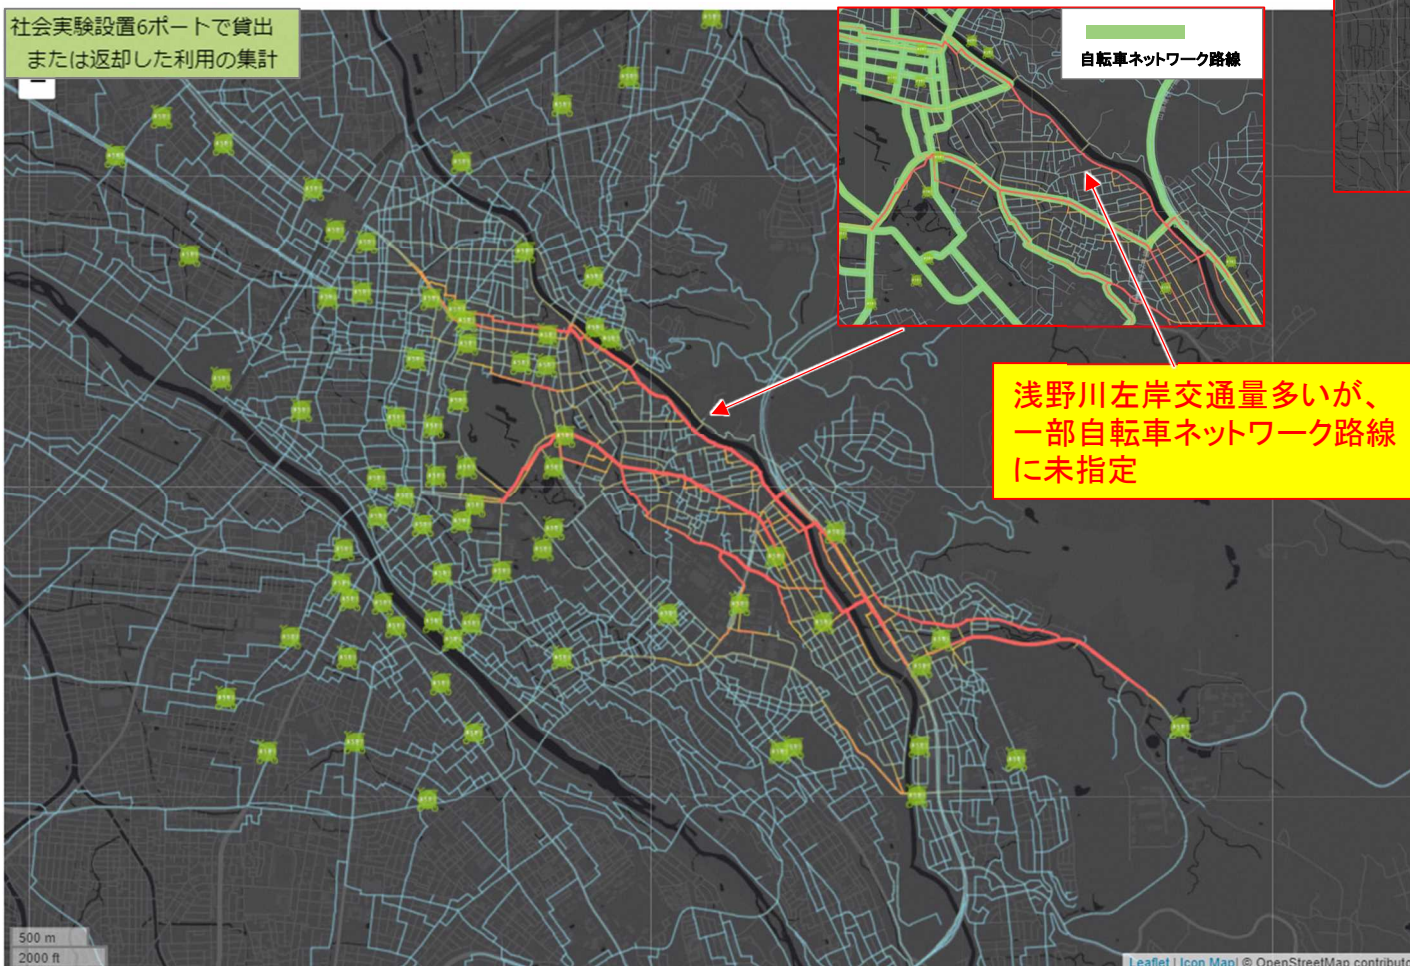 社会実験設置6ポートで貸出
または返却した利用の集計
自転車ネットワーク路線
浅野川左岸交通量多いが、
一部自転車ネットワーク路線
に未指定
500 m
2000 ft
Leaflet | Icon Map| © OpenStreetMap contributo